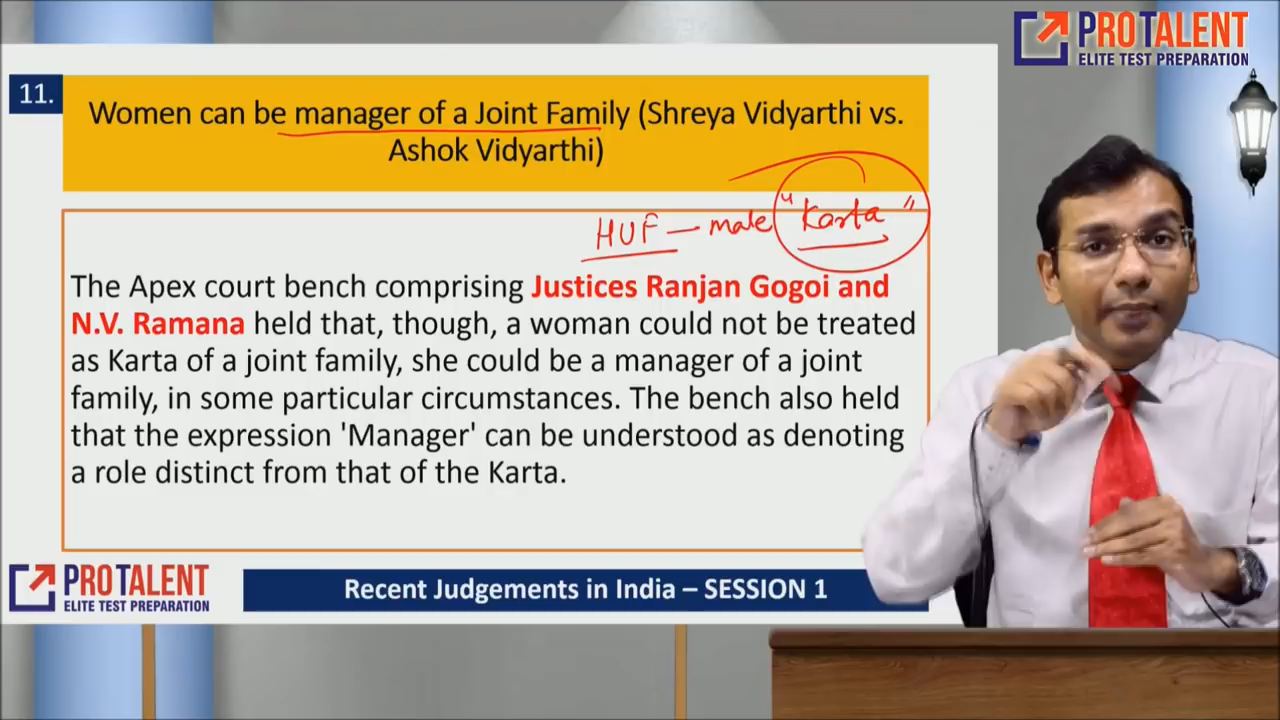 PROTALENT
ELITE TEST PREPARATION
11.
Women can be manager of a Joint Family (Shreya Vidyarthi vs.
Ashok Vidyarthi)
HUF — male "Karta"
The Apex court bench comprising Justices Ranjan Gogoi and
N.V. Ramana held that, though, a woman could not be treated
as Karta of a joint family, she could be a manager of a joint
family, in some particular circumstances. The bench also held
that the expression 'Manager' can be understood as denoting
a role distinct from that of the Karta.
PROTALENT
ELITE TEST PREPARATION
Recent Judgements in India – SESSION 1